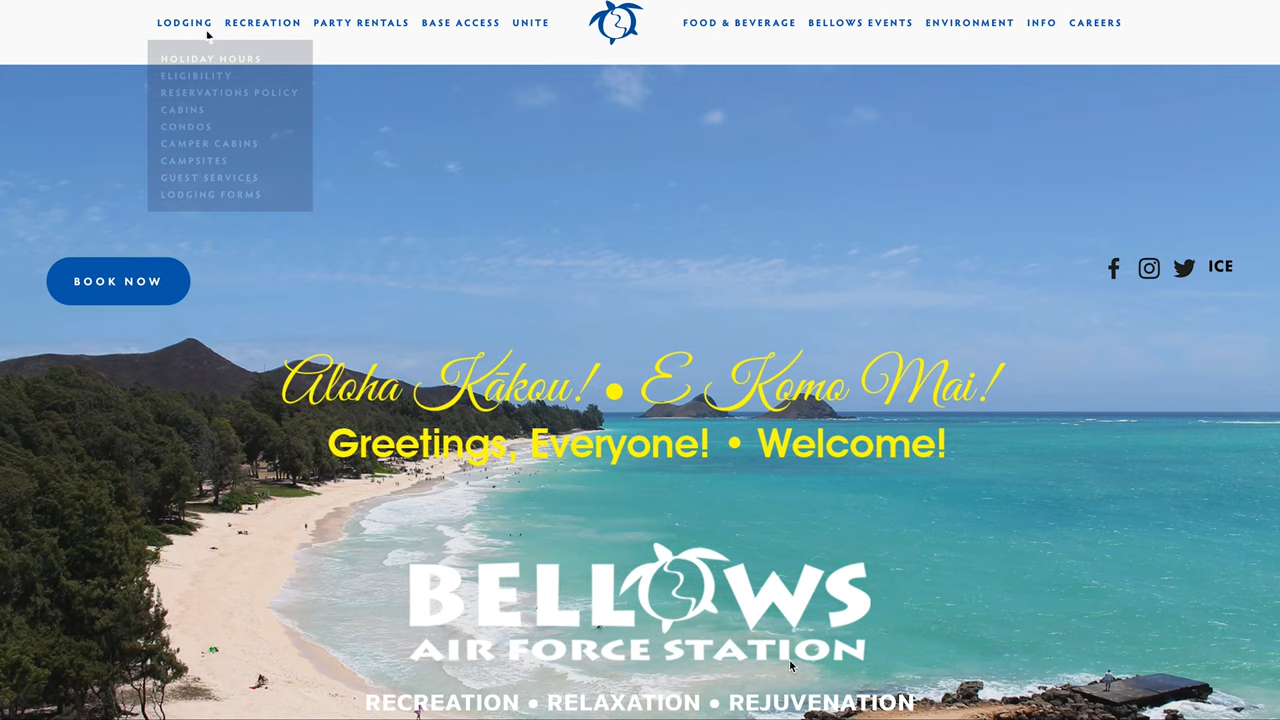 LODGING RECREATION PARTY RENTALS BASE ACCESS UNITE FOOD & BEVERAGE BELLOWS EVENTS ENVIRONMENT INFO CAREERS
HOLIDAY HOURS
ELIGIBILITY
RESERVATIONS POLICY
CABINS
CONDOS
CAMPER CABINS
CAMPSITES
GUEST SERVICES
LODGING FORMS
BOOK NOW
ICE
Aloha Kākou! • E Komo Mai!
Greetings, Everyone! • Welcome!
BELLOWS
AIR FORCE STATION
RECREATION • RELAXATION • REJUVENATION